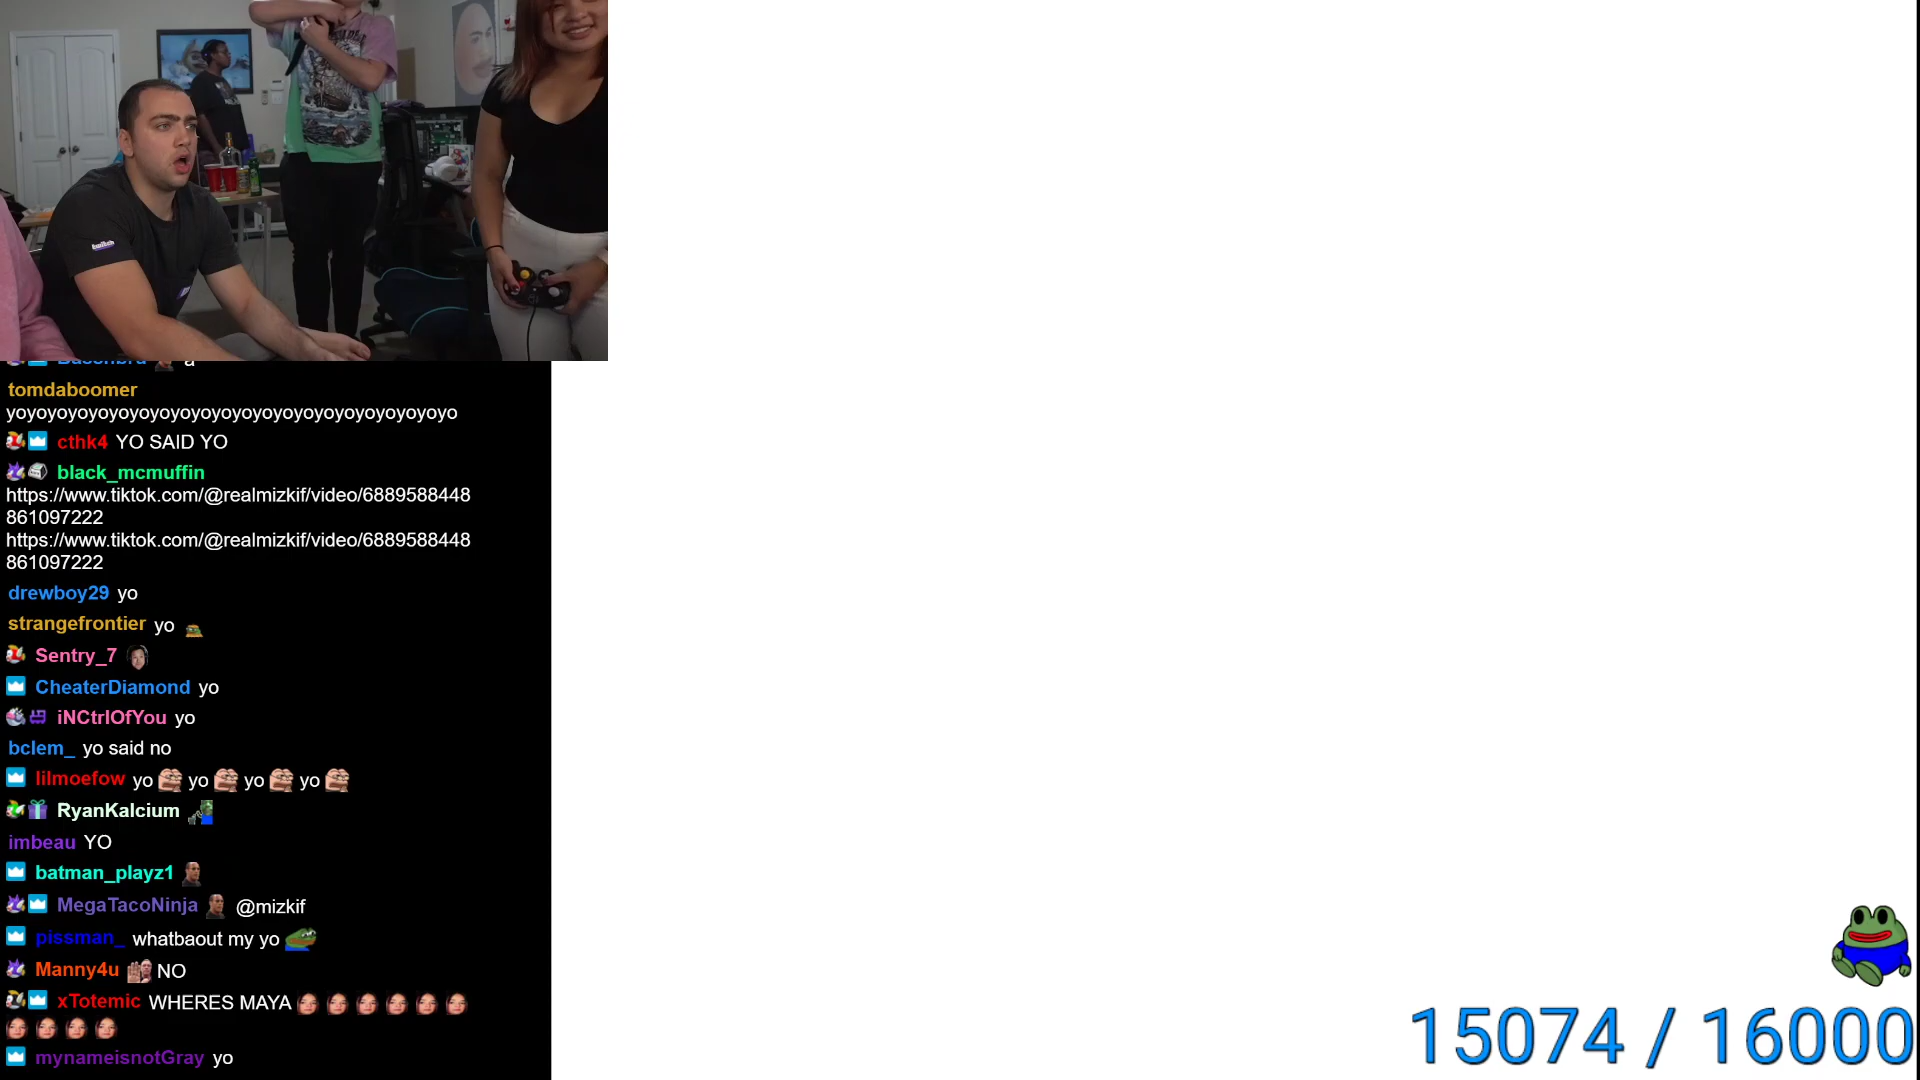 tomdaboomer
yoyoyoyoyoyoyoyoyoyoyoyoyoyoyoyoyoyoyoyoyoyo
cthk4 YO SAID YO
black_mcmuffin
https://www.tiktok.com/@realmizkif/video/6889588448
861097222
https://www.tiktok.com/@realmizkif/video/6889588448
861097222
drewboy29 yo
strangefrontier yo
Sentry_7
CheaterDiamond yo
iNCtrlOfYou yo
bclem_ yo said no
lilmoefow yo yo yo yo
RyanKalcium
imbeau YO
batman_playz1
MegaTacoNinja @mizkif
pissman_ whatbaout my yo
Manny4u NO
xTotemic WHERES MAYA
mynameisnotGray yo
15074 / 16000